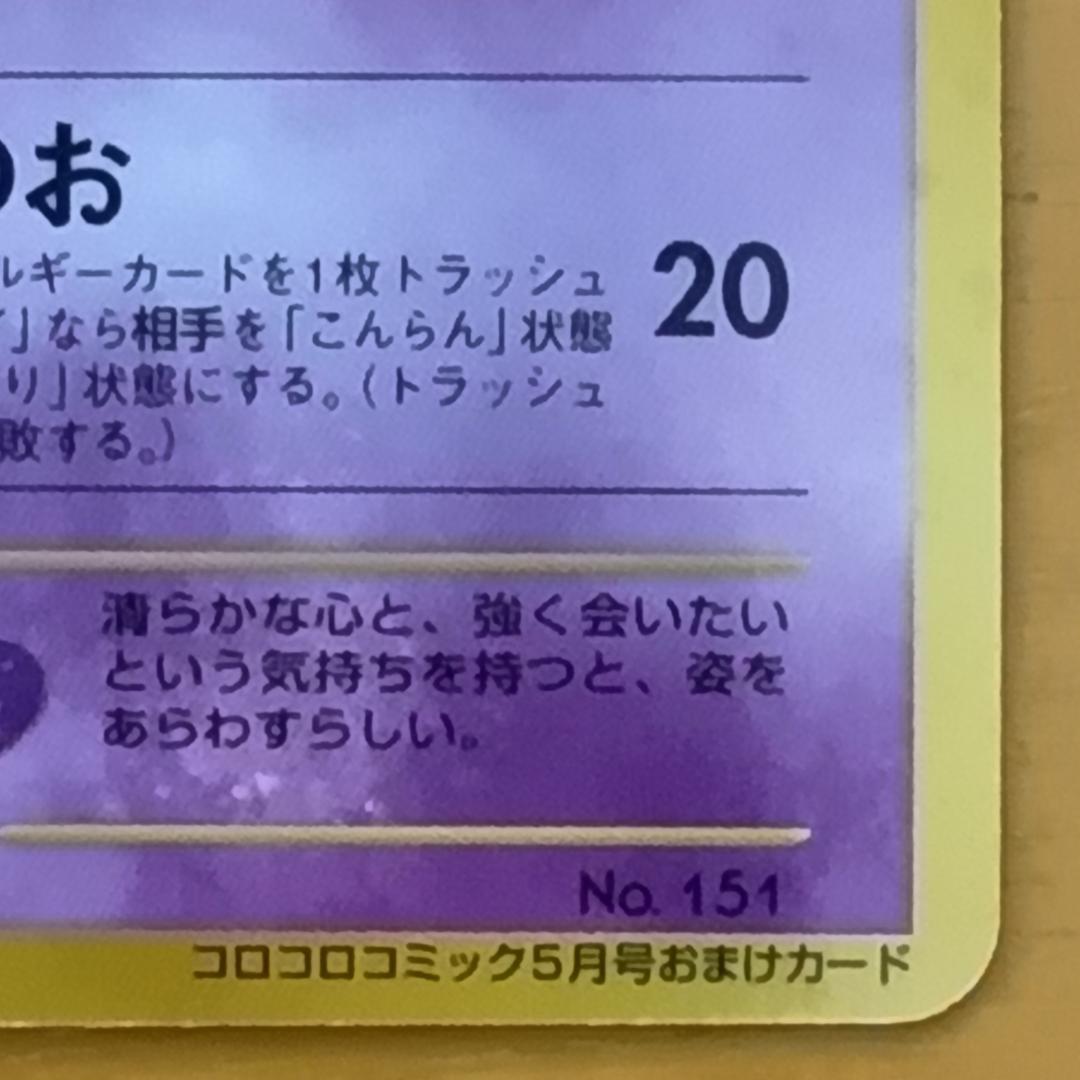 のお
ルギーカードを1枚トラッシュ
」なら相手を「こんらん」状態
20
り」状態にする。(トラッシュ
敗する。)
清らかな心と、強く会いたい
という気持ちを持つと、姿を
あらわすらしい。
No. 151
コロコロコミック5月号おまけカード